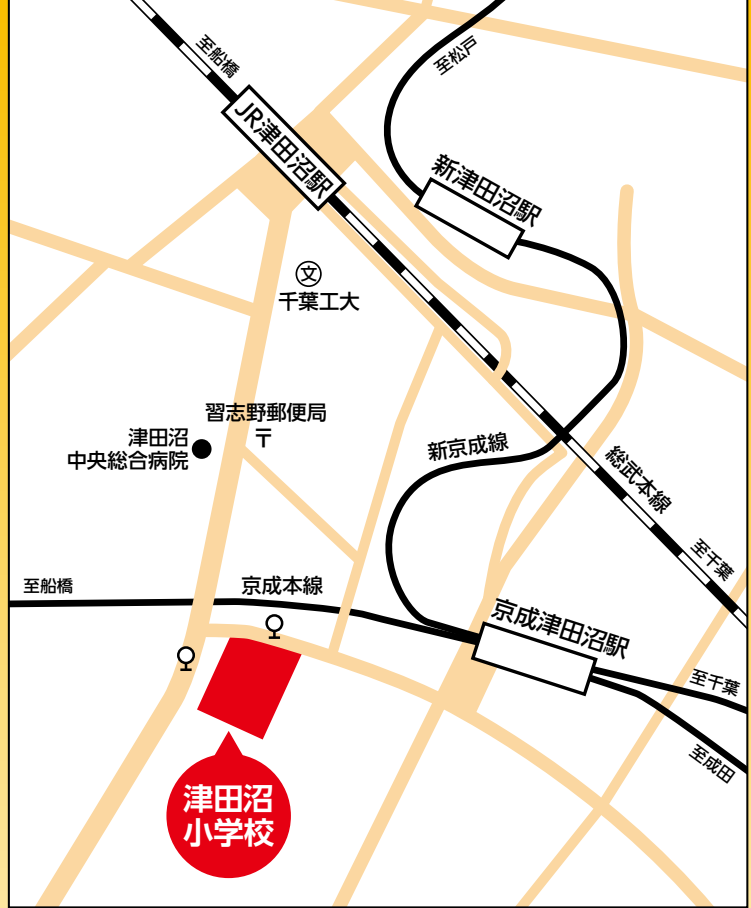 至船橋
至松戸
JR津田沼駅
新津田沼駅
文
千葉工大
習志野郵便局
〒
津田沼
中央総合病院
新京成線
総武本線
至千葉
至船橋
京成本線
京成津田沼駅
至千葉
至成田
津田沼
小学校